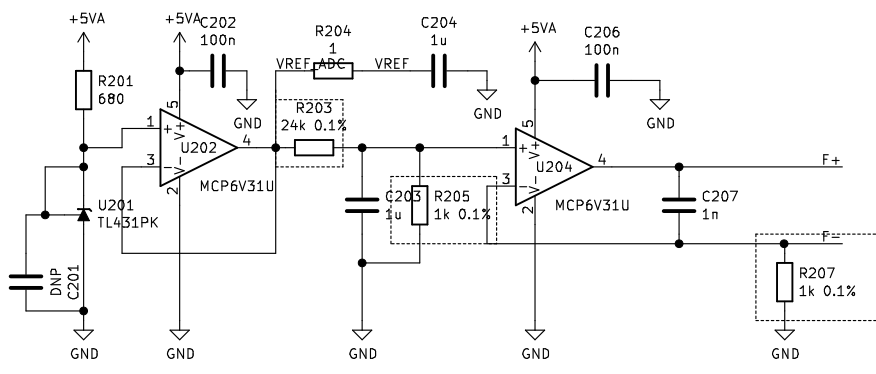 +5VA
+5VA
C202
100n
R204
1
C204
1u
+5VA
C206
100n
VREF_ADC
VREF
R201
680
GND
GND
GND
5
1
+
V+
U202
4
3
-
V-
2
MCP6V31U
R203
24k 0.1%
5
1
+
V+
U204
4
3
-
V-
2
MCP6V31U
F+
U201
TL431PK
C203
1u
R205
1k 0.1%
C207
1n
F-
DNP
C201
R207
1k 0.1%
GND
GND
GND
GND
GND